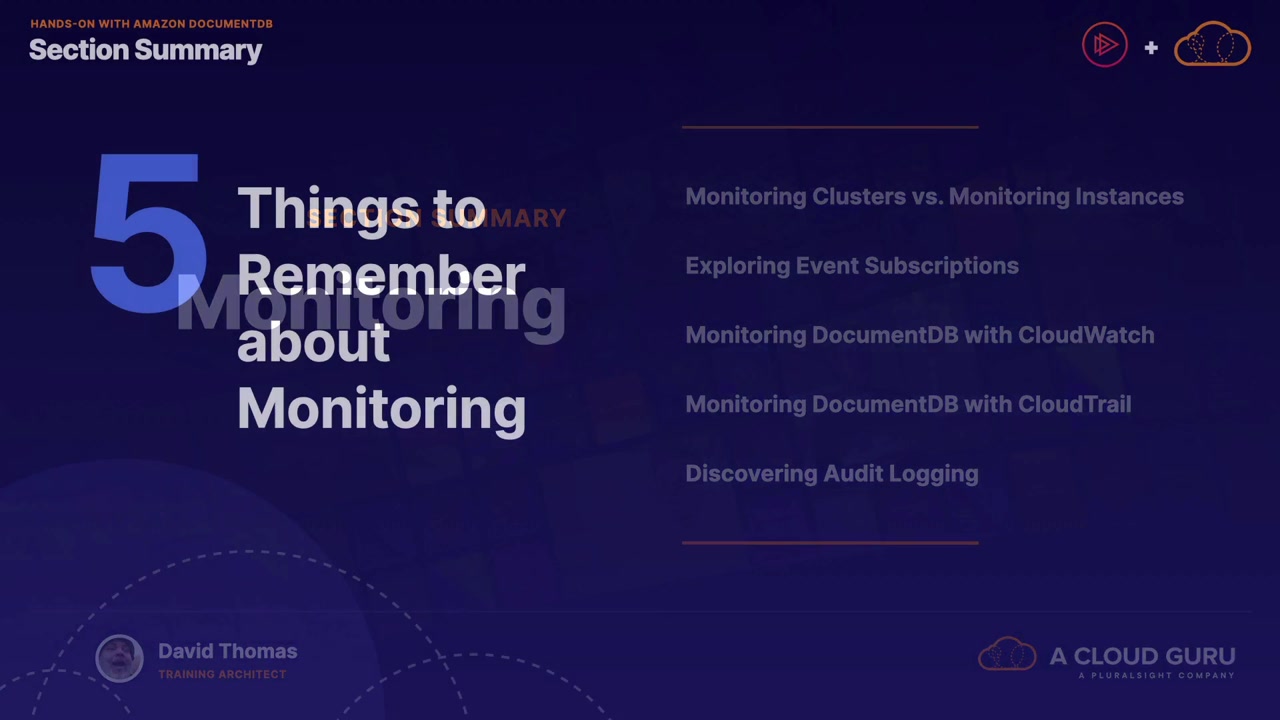 HANDS-ON WITH AMAZON DOCUMENTDB
Section Summary
+
5
Things to
Remember
about
Monitoring
SECTION SUMMARY
Monitoring
Monitoring Clusters vs. Monitoring Instances
Exploring Event Subscriptions
Monitoring DocumentDB with CloudWatch
Monitoring DocumentDB with CloudTrail
Discovering Audit Logging
David Thomas
TRAINING ARCHITECT
A CLOUD GURU
A PLURALSIGHT COMPANY